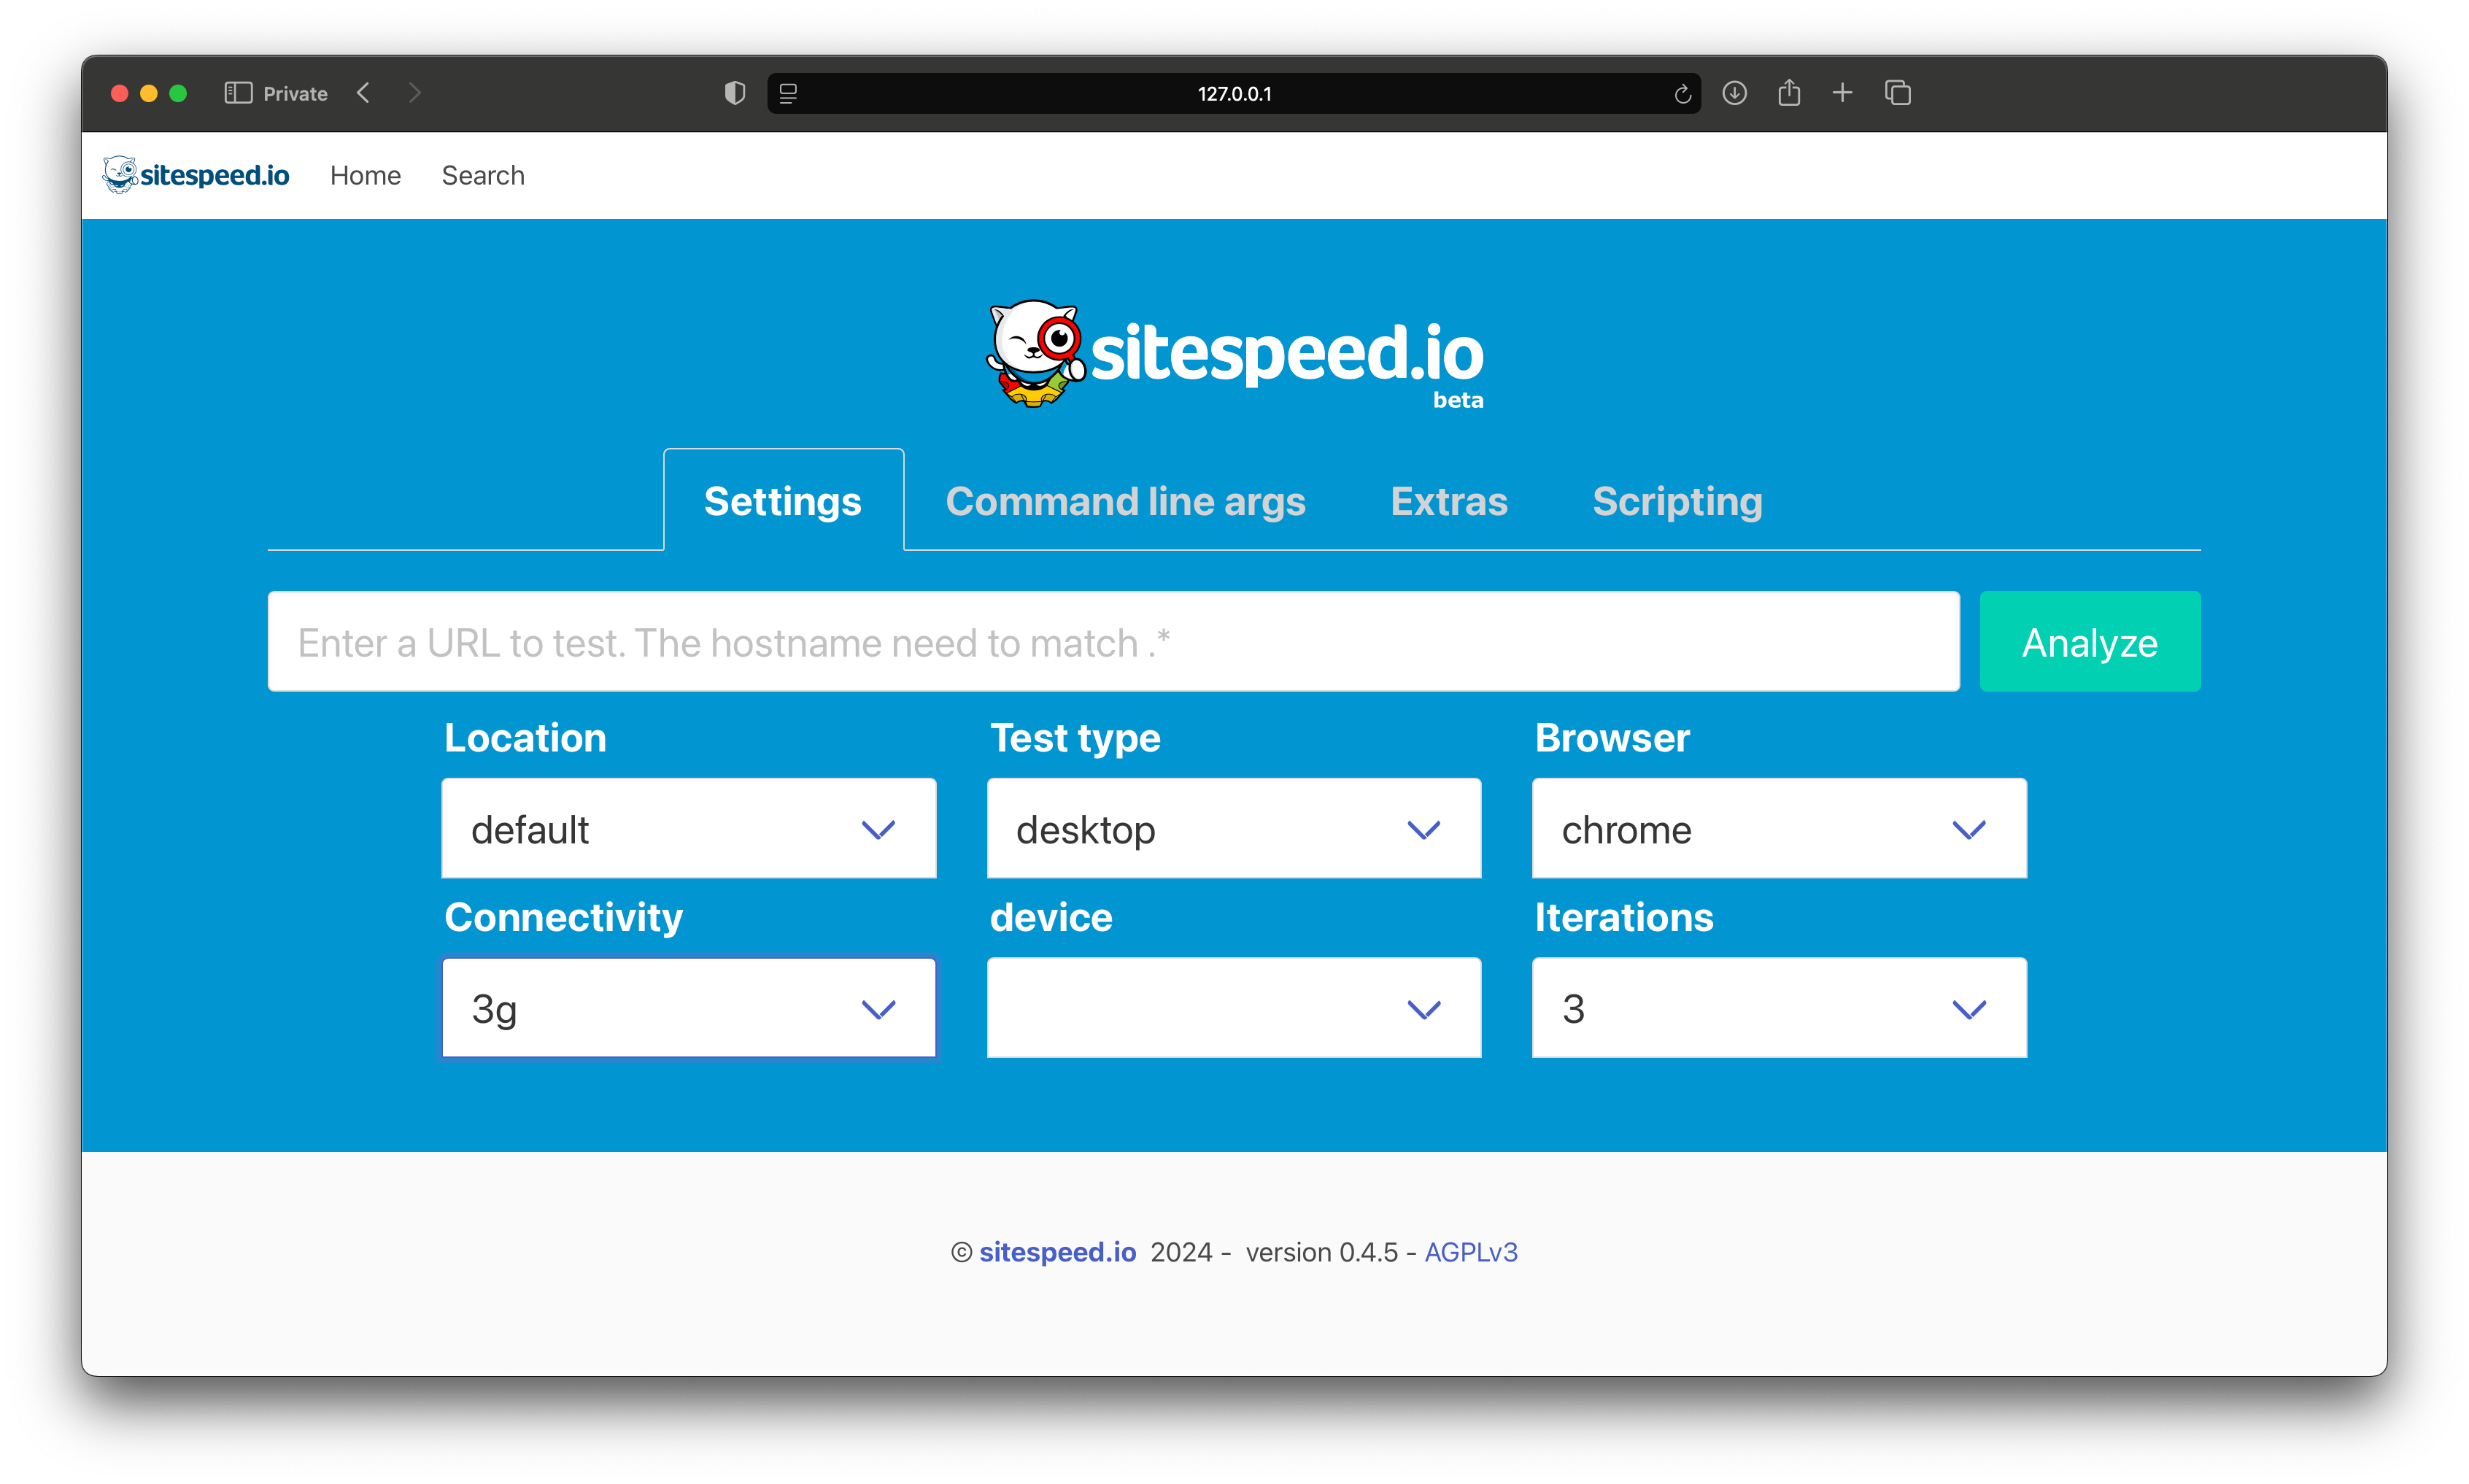 Private
127.0.0.1
sitespeed.io Home Search
sitespeed.io
beta
Settings Command line args Extras Scripting
Enter a URL to test. The hostname need to match .* Analyze
Location Test type Browser
default desktop chrome
Connectivity device Iterations
3g 3
© sitespeed.io 2024 - version 0.4.5 - AGPLv3